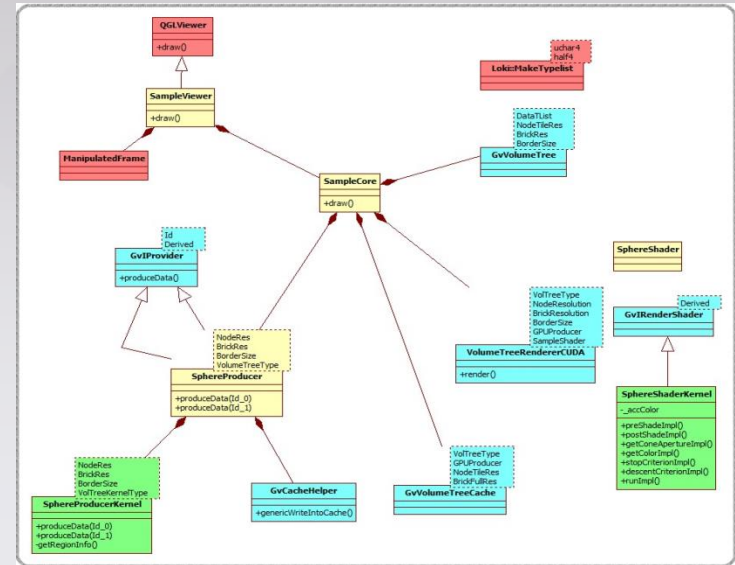 QGLViewer
+draw()
SampleViewer
+draw()
ManipulatedFrame
uchar4
half4
Loki::MakeTypelist
DataTList
NodeTileRes
BrickRes
BorderSize
GvVolumeTree
SampleCore
+draw()
Id
Derived
GvIProvider
+produceData()
NodeRes
BrickRes
BorderSize
VolumeTreeType
SphereProducer
+produceData(Id_0)
+produceData(Id_1)
NodeRes
BrickRes
BorderSize
VolTreeKernelType
SphereProducerKernel
+produceData(Id_0)
+produceData(Id_1)
-getRegionInfo()
GvCacheHelper
+genericWriteIntoCache()
VolTreeType
GPUProducer
NodeTileRes
BrickFullRes
GvVolumeTreeCache
VolTreeType
NodeResolution
BrickResolution
BorderSize
GPUProducer
SampleShader
VolumeTreeRendererCUDA
+render()
SphereShader
Derived
GvIRenderShader
SphereShaderKernel
-_accColor
+preShadeImpl()
+postShadeImpl()
+getConeApertureImpl()
+getColorImpl()
+stopCriterionImpl()
+descentCriterionImpl()
+runImpl()